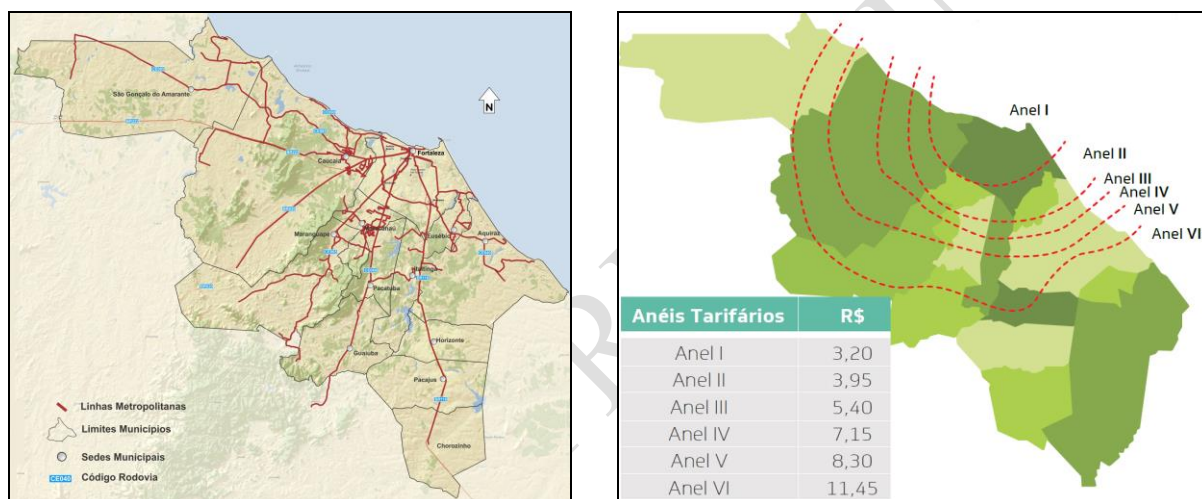 São Gonçalo do Amarante
N
Fortaleza
Caucaia
Maranguape
Eusébio
Aquiraz
Itaitinga
Pacatuba
Horizonte
Guaiuba
Pacajus
Chorozinho
Linhas Metropolitanas
Limites Municípios
Sedes Municipais
CE040
Código Rodovia
Anel I
Anel II
Anel III
Anel IV
Anel V
Anel VI
Anéis Tarifários R$
Anel I 3,20
Anel II 3,95
Anel III 5,40
Anel IV 7,15
Anel V 8,30
Anel VI 11,45